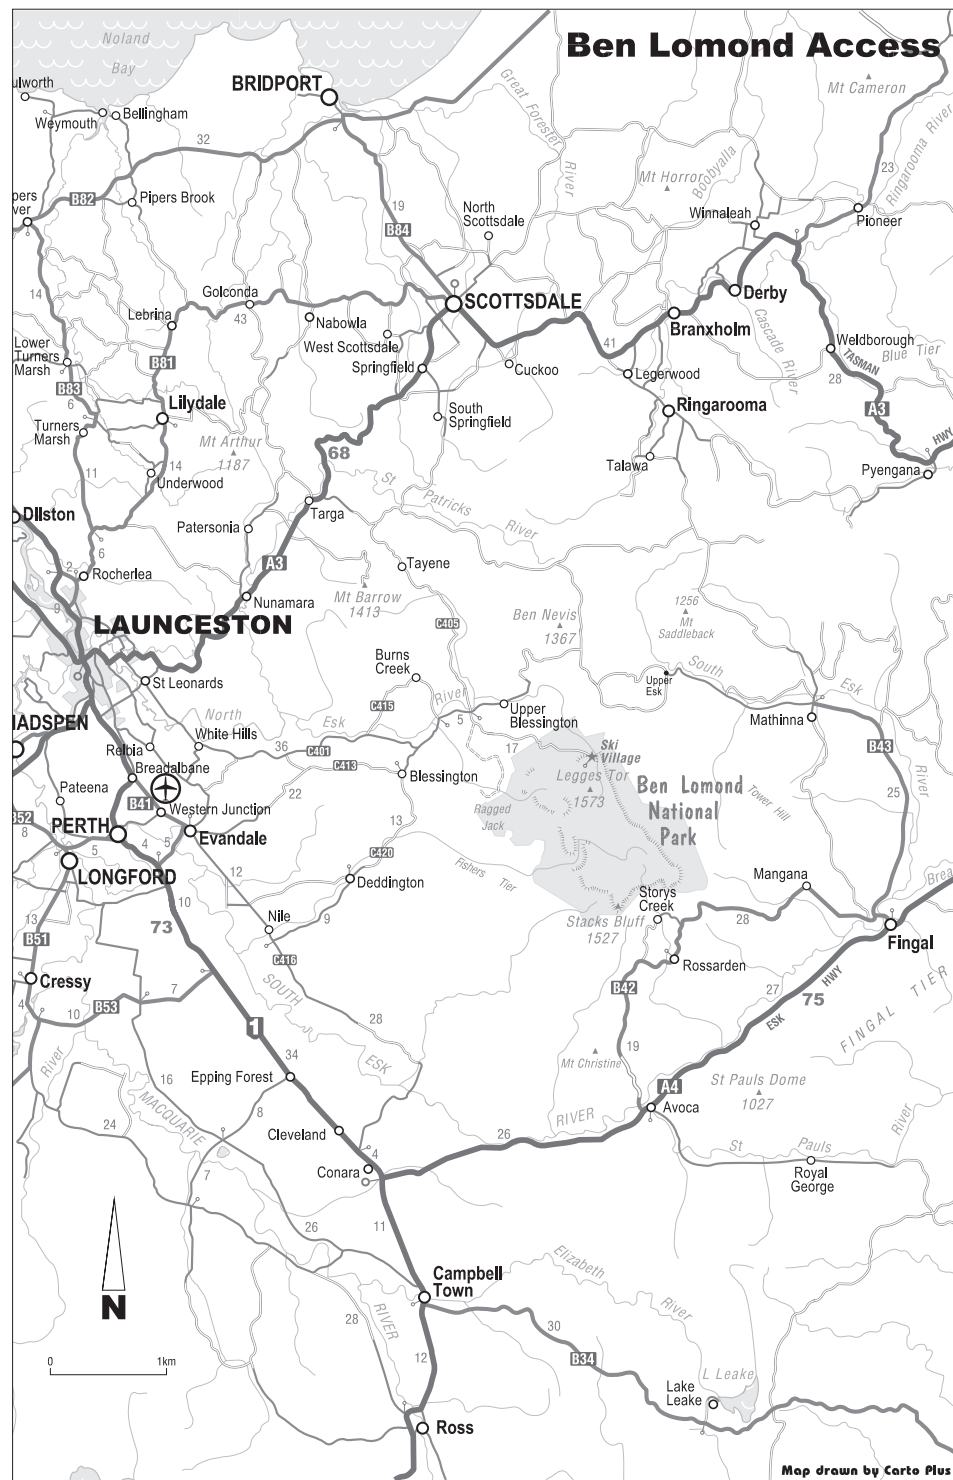 Ben Lomond Access
Noland
Bay
BRIDPORT
ulworth
Weymouth
Bellingham
Great Forester
River
Mt Cameron
Ringarooma River
23
32
B82
Pipers Brook
pers
ver
19
B84
North
Scottsdale
Mt Horror
Boobyalla
Winnaleah
Pioneer
14
Golconda
43
Lebrina
Nabowla
SCOTTSDALE
West Scottsdale
Springfield
Cuckoo
41
Branxholm
Derby
Cascade River
Weldborough
Blue Tier
TASMAN
28
A3
HWY
Pyengana
Lower
Turners
Marsh
B83
B81
6
Lilydale
Turners
Marsh
11
14
Underwood
Mt Arthur
1187
68
South
Springfield
Legerwood
Ringarooma
Talawa
St
Patricks
River
Dilston
Patersonia
Targa
6
2
Rocherlea
9
A3
Nunamara
Tayene
Mt Barrow
1413
C405
Ben Nevis
1367
1256
Mt
Saddleback
LAUNCESTON
St Leonards
Burns
Creek
C415
River
5
Upper
Blessington
Upper
Esk
South
Esk
Mathinna
B43
River
25
HADSPEN
North
Esk
White Hills
36
C401
C413
Relbia
Breadalbane
22
Blessington
17
Ski
Village
Legges Tor
1573
Ben Lomond
National
Park
Ragged
Jack
Tower Hill
Pateena
B41
Western Junction
B52
8
PERTH
4
5
Evandale
5
LONGFORD
12
13
C420
Deddington
Fishers
Tier
Mangana
Brea
10
73
13
B51
Nile
9
C416
Storys
Creek
Stacks Bluff
1527
28
Fingal
Rossarden
Cressy
4
10
B53
7
SOUTH
28
ESK
B42
27
HWY
75
ESK
FINGAL TIER
River
1
34
Mt Christine
19
16
Epping Forest
MACQUARIE
8
A4
St Pauls Dome
1027
Avoca
RIVER
River
24
Cleveland
26
St
Pauls
Royal
George
4
Conara
7
11
26
N
Campbell
Town
Elizabeth
River
28
RIVER
30
B34
0
1km
12
L Leake
Lake
Leake
Ross
Map drawn by Carto Plus